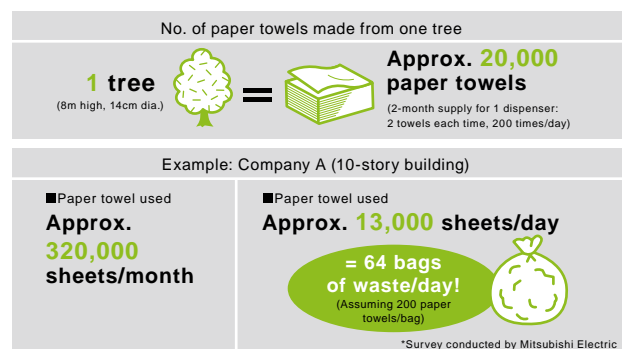 No. of paper towels made from one tree
1 tree
(8m high, 14cm dia.)
=
Approx. 20,000
paper towels
(2-month supply for 1 dispenser:
2 towels each time, 200 times/day)
Example: Company A (10-story building)
■Paper towel used
Approx.
320,000
sheets/month
■Paper towel used
Approx. 13,000 sheets/day
= 64 bags
of waste/day!
(Assuming 200 paper
towels/bag)
*Survey conducted by Mitsubishi Electric